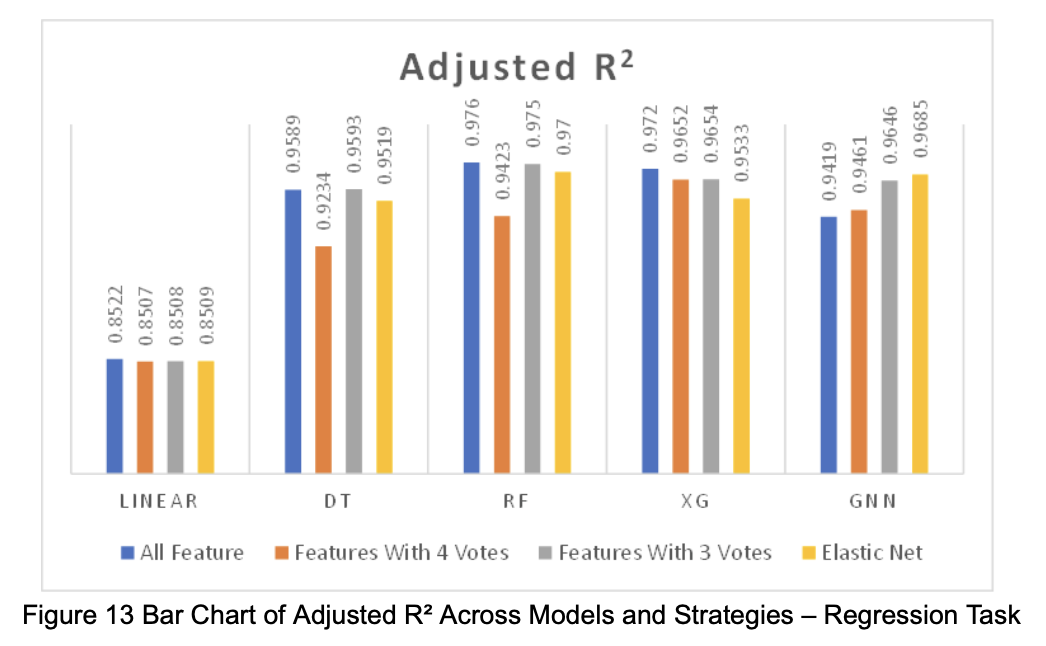 Adjusted R²
0.8522 0.8507 0.8508 0.8509
0.9589 0.9234 0.9593 0.9519
0.976 0.9423 0.975 0.97
0.972 0.9652 0.9654 0.9533
0.9419 0.9461 0.9646 0.9685
LINEAR DT RF XG GNN
All Feature Features With 4 Votes Features With 3 Votes Elastic Net
Figure 13 Bar Chart of Adjusted R² Across Models and Strategies – Regression Task